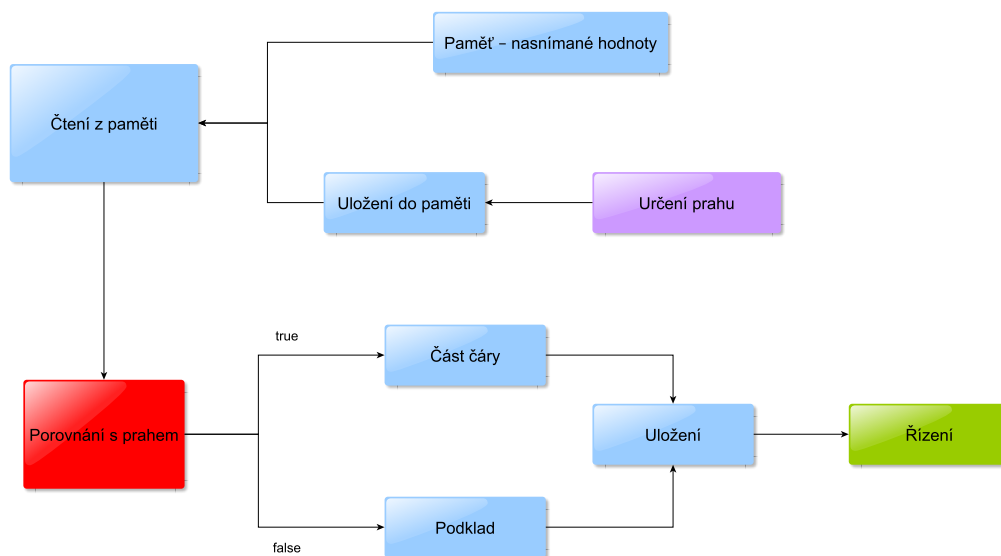 Paměť – nasnímané hodnoty
Čtení z paměti
Uložení do paměti
Určení prahu
true
Část čáry
Porovnání s prahem
Uložení
Řízení
Podklad
false